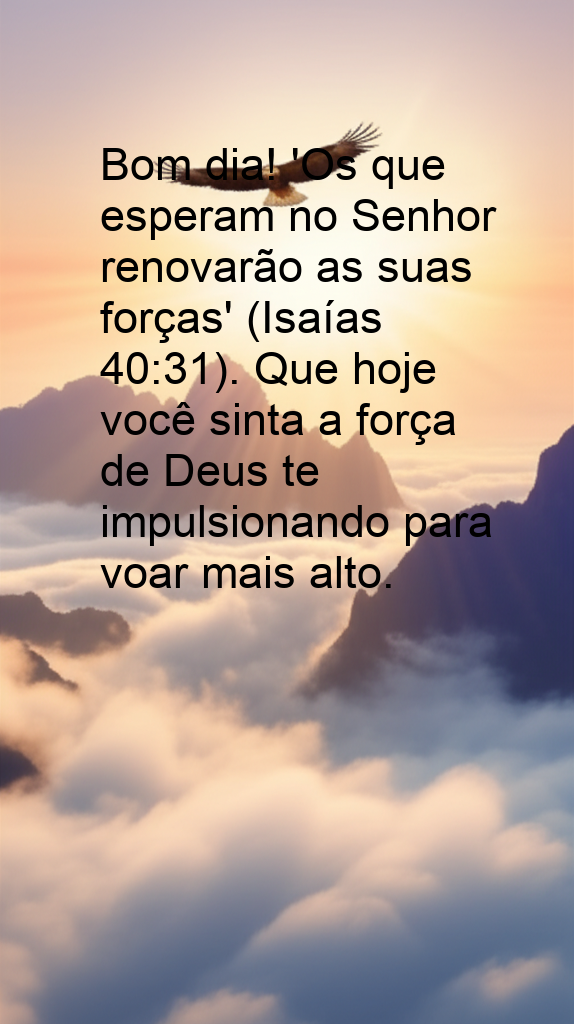 Bom dia! 'Os que
esperam no Senhor
renovarão as suas
forças' (Isaías
40:31). Que hoje
você sinta a força
de Deus te
impulsionando para
voar mais alto.